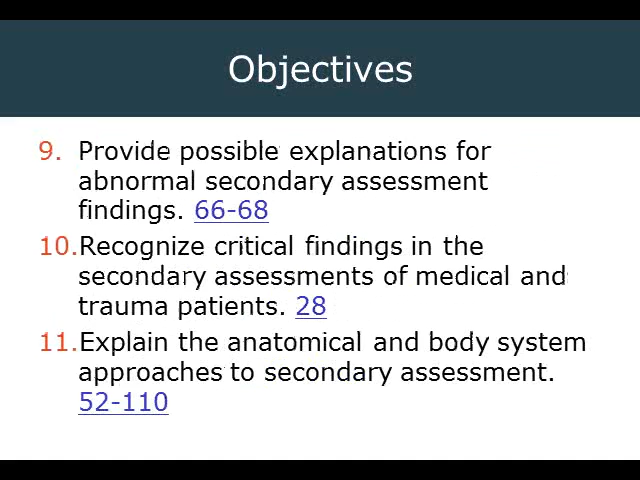 Objectives
9. Provide possible explanations for
abnormal secondary assessment
findings. 66-68
10.Recognize critical findings in the
secondary assessments of medical and
trauma patients. 28
11.Explain the anatomical and body system
approaches to secondary assessment.
52-110